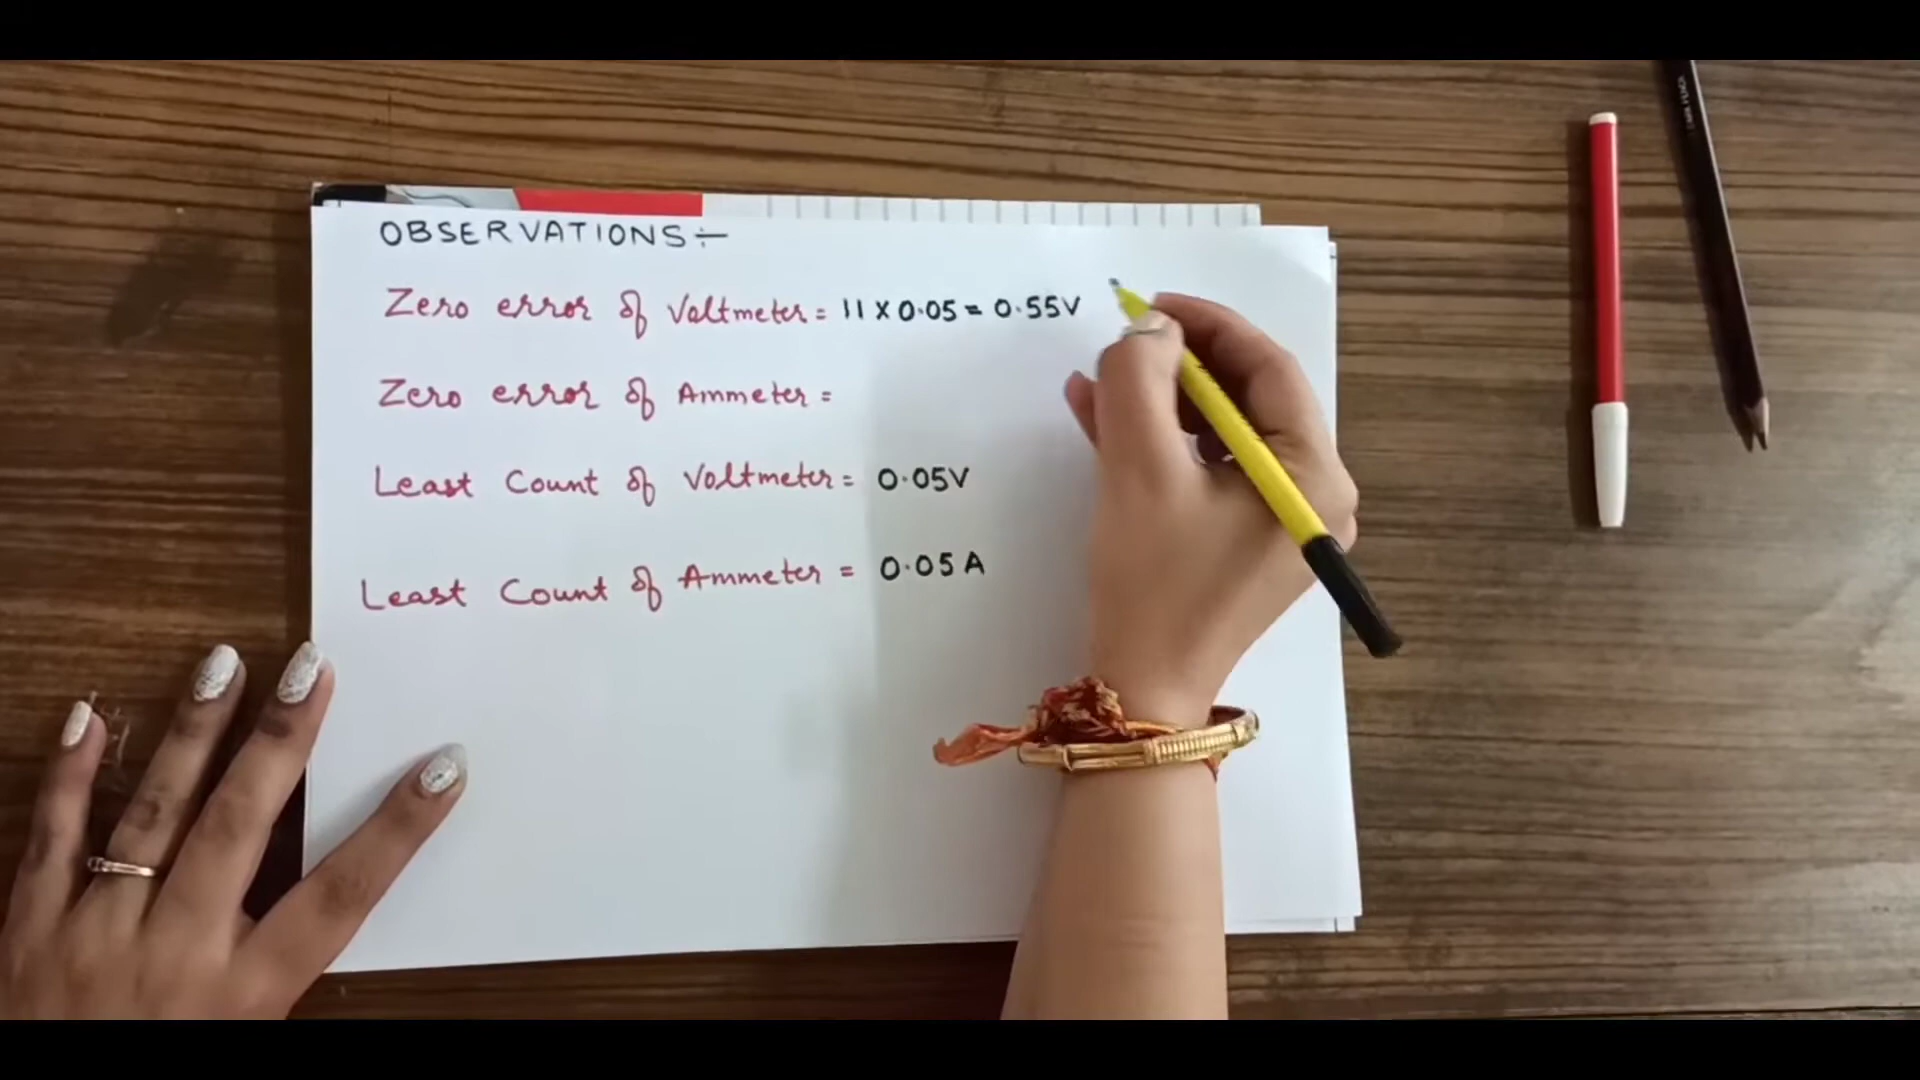 OBSERVATIONS÷
Zero error of Voltmeter = 11 × 0.05 = 0.55V
Zero error of Ammeter =
Least Count of Voltmeter = 0.05V
Least Count of Ammeter = 0.05 A